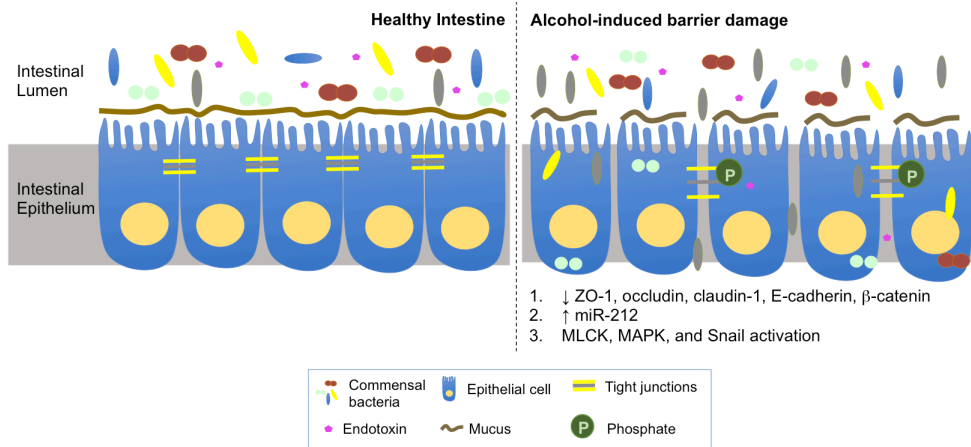 Healthy Intestine
Alcohol-induced barrier damage
Intestinal
Lumen
Intestinal
Epithelium
P
P
1. ↓ ZO-1, occludin, claudin-1, E-cadherin, β-catenin
2. ↑ miR-212
3. MLCK, MAPK, and Snail activation
Commensal
bacteria
Epithelial cell
Tight junctions
Endotoxin
Mucus
P
Phosphate